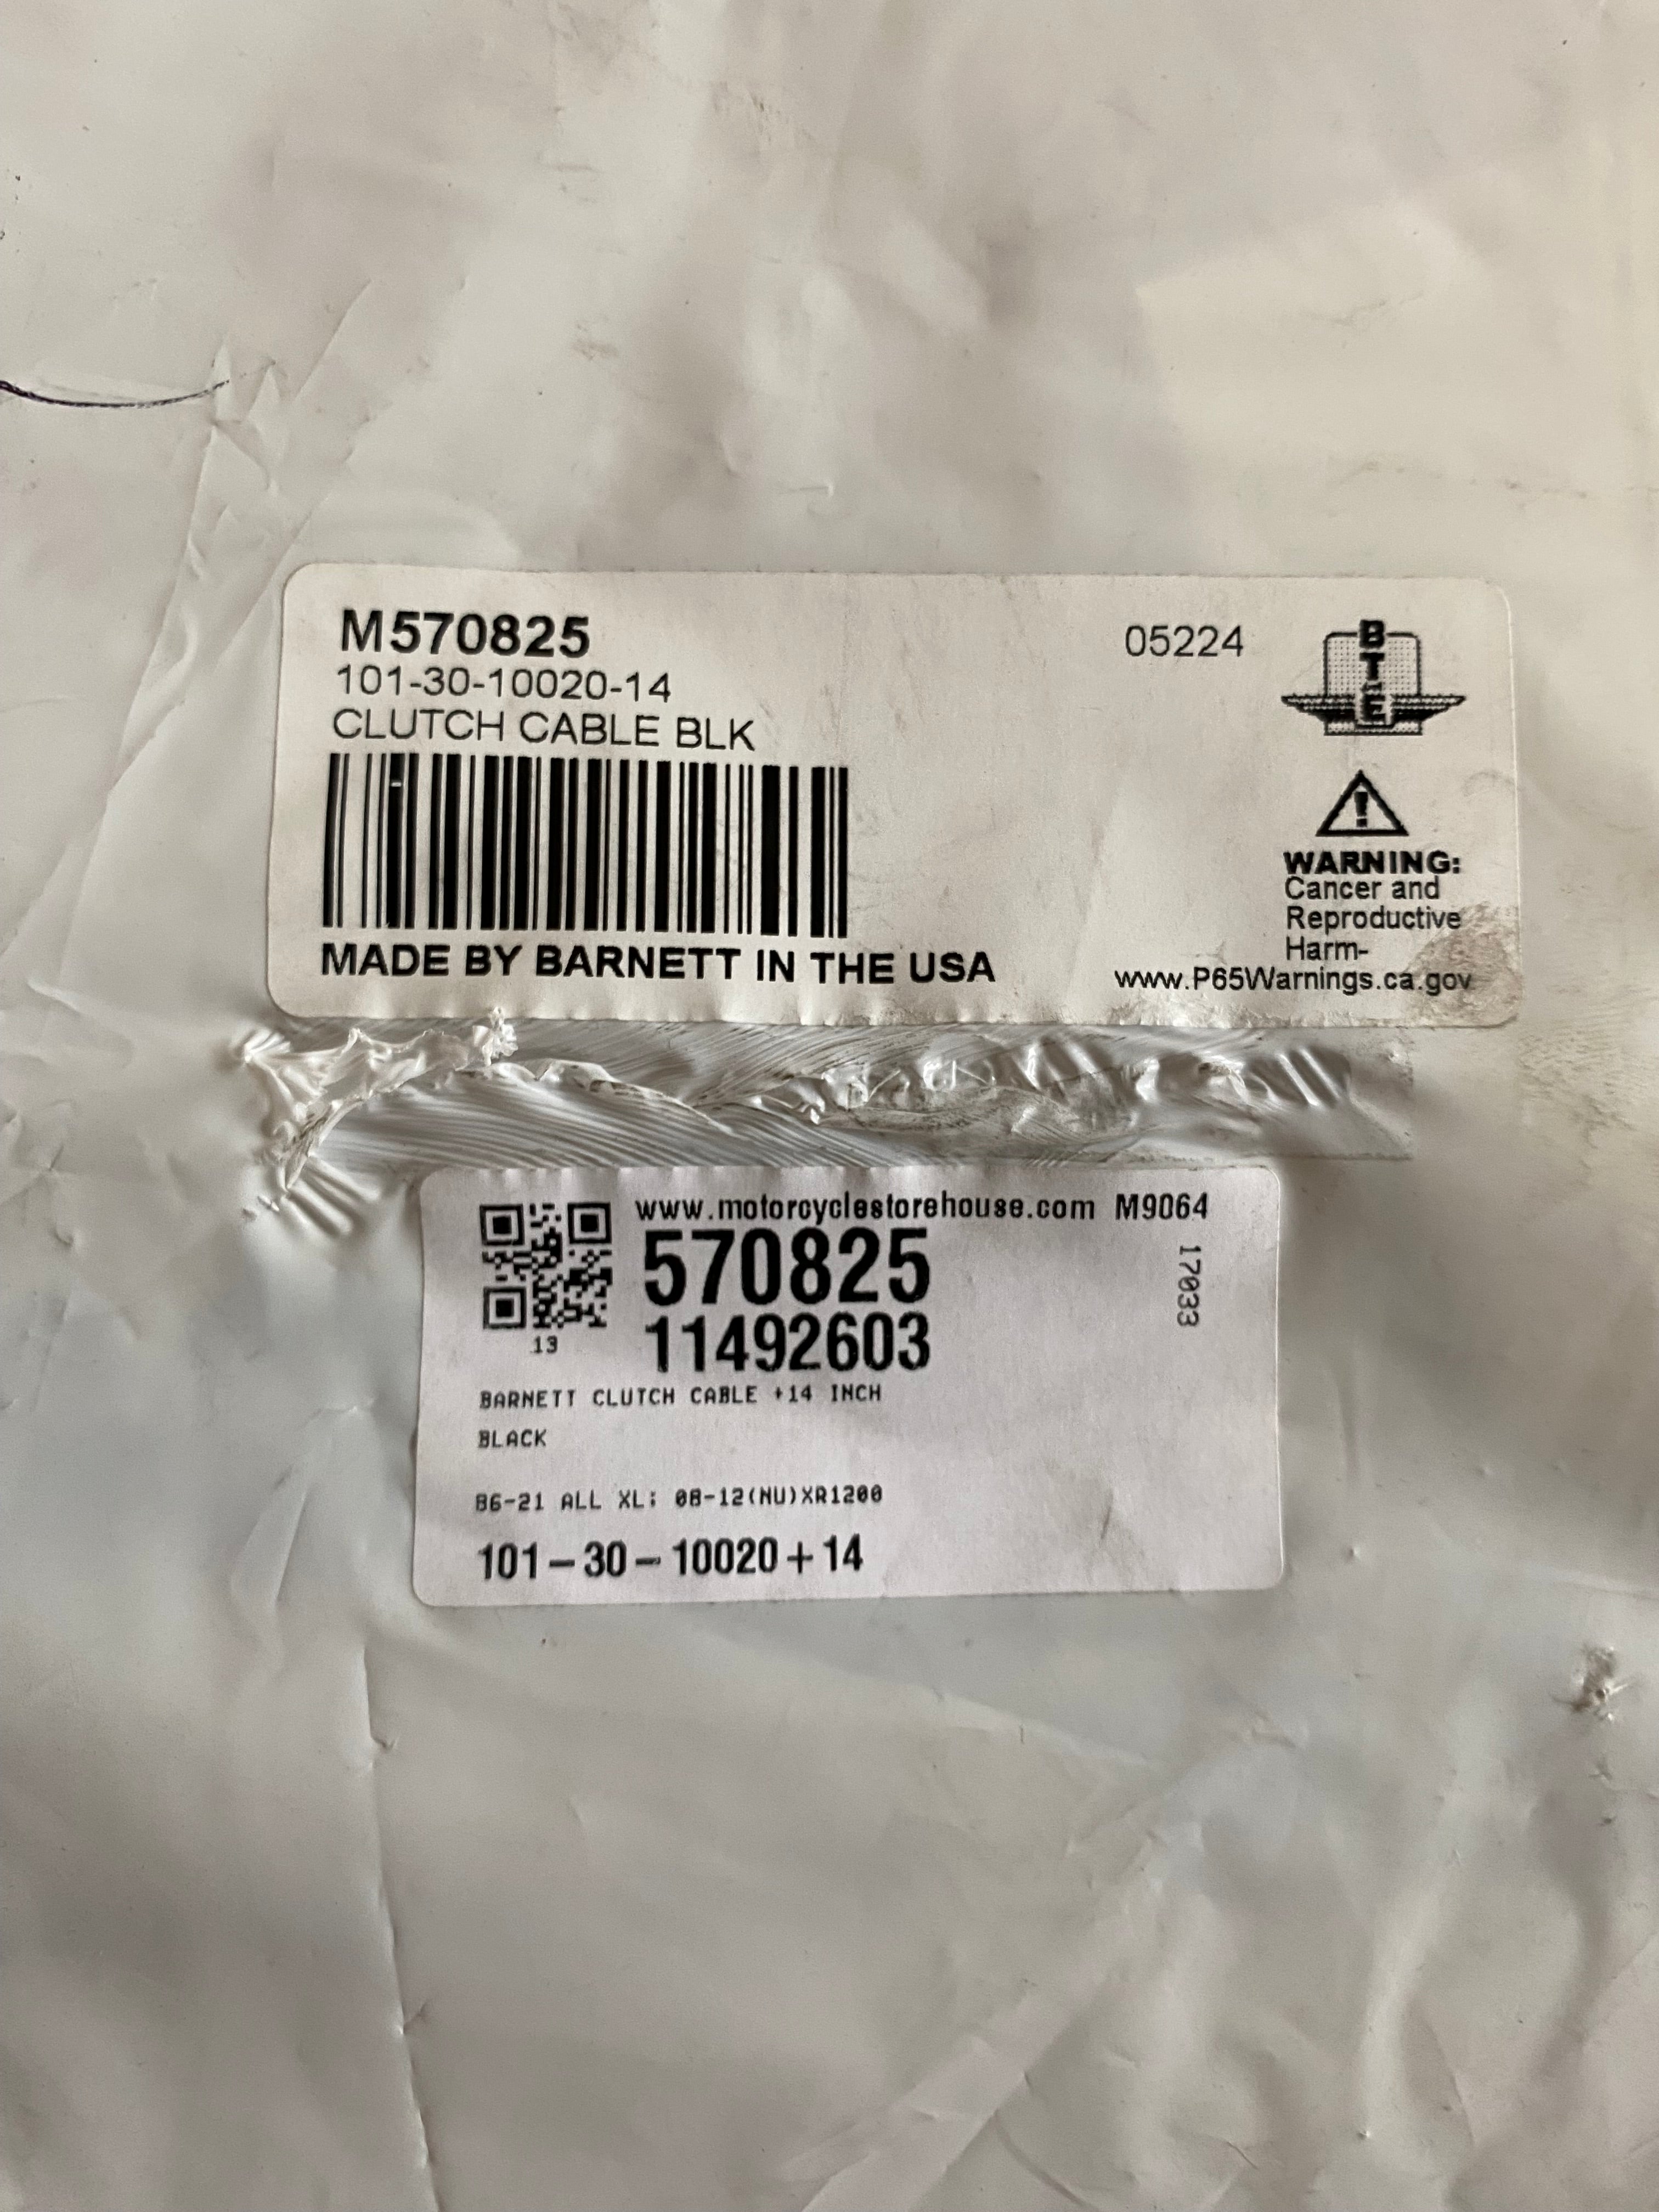 M570825
05224
101-30-10020-14
CLUTCH CABLE BLK
B
T
E
MADE BY BARNETT IN THE USA
WARNING:
Cancer and
Reproductive
Harm-
www.P65Warnings.ca.gov
www.motorcyclestorehouse.com M9064
570825
17033
11492603
13
BARNETT CLUTCH CABLE +14 INCH
BLACK
86-21 ALL XL; 08-12(NU)XR1200
101-30-10020+14